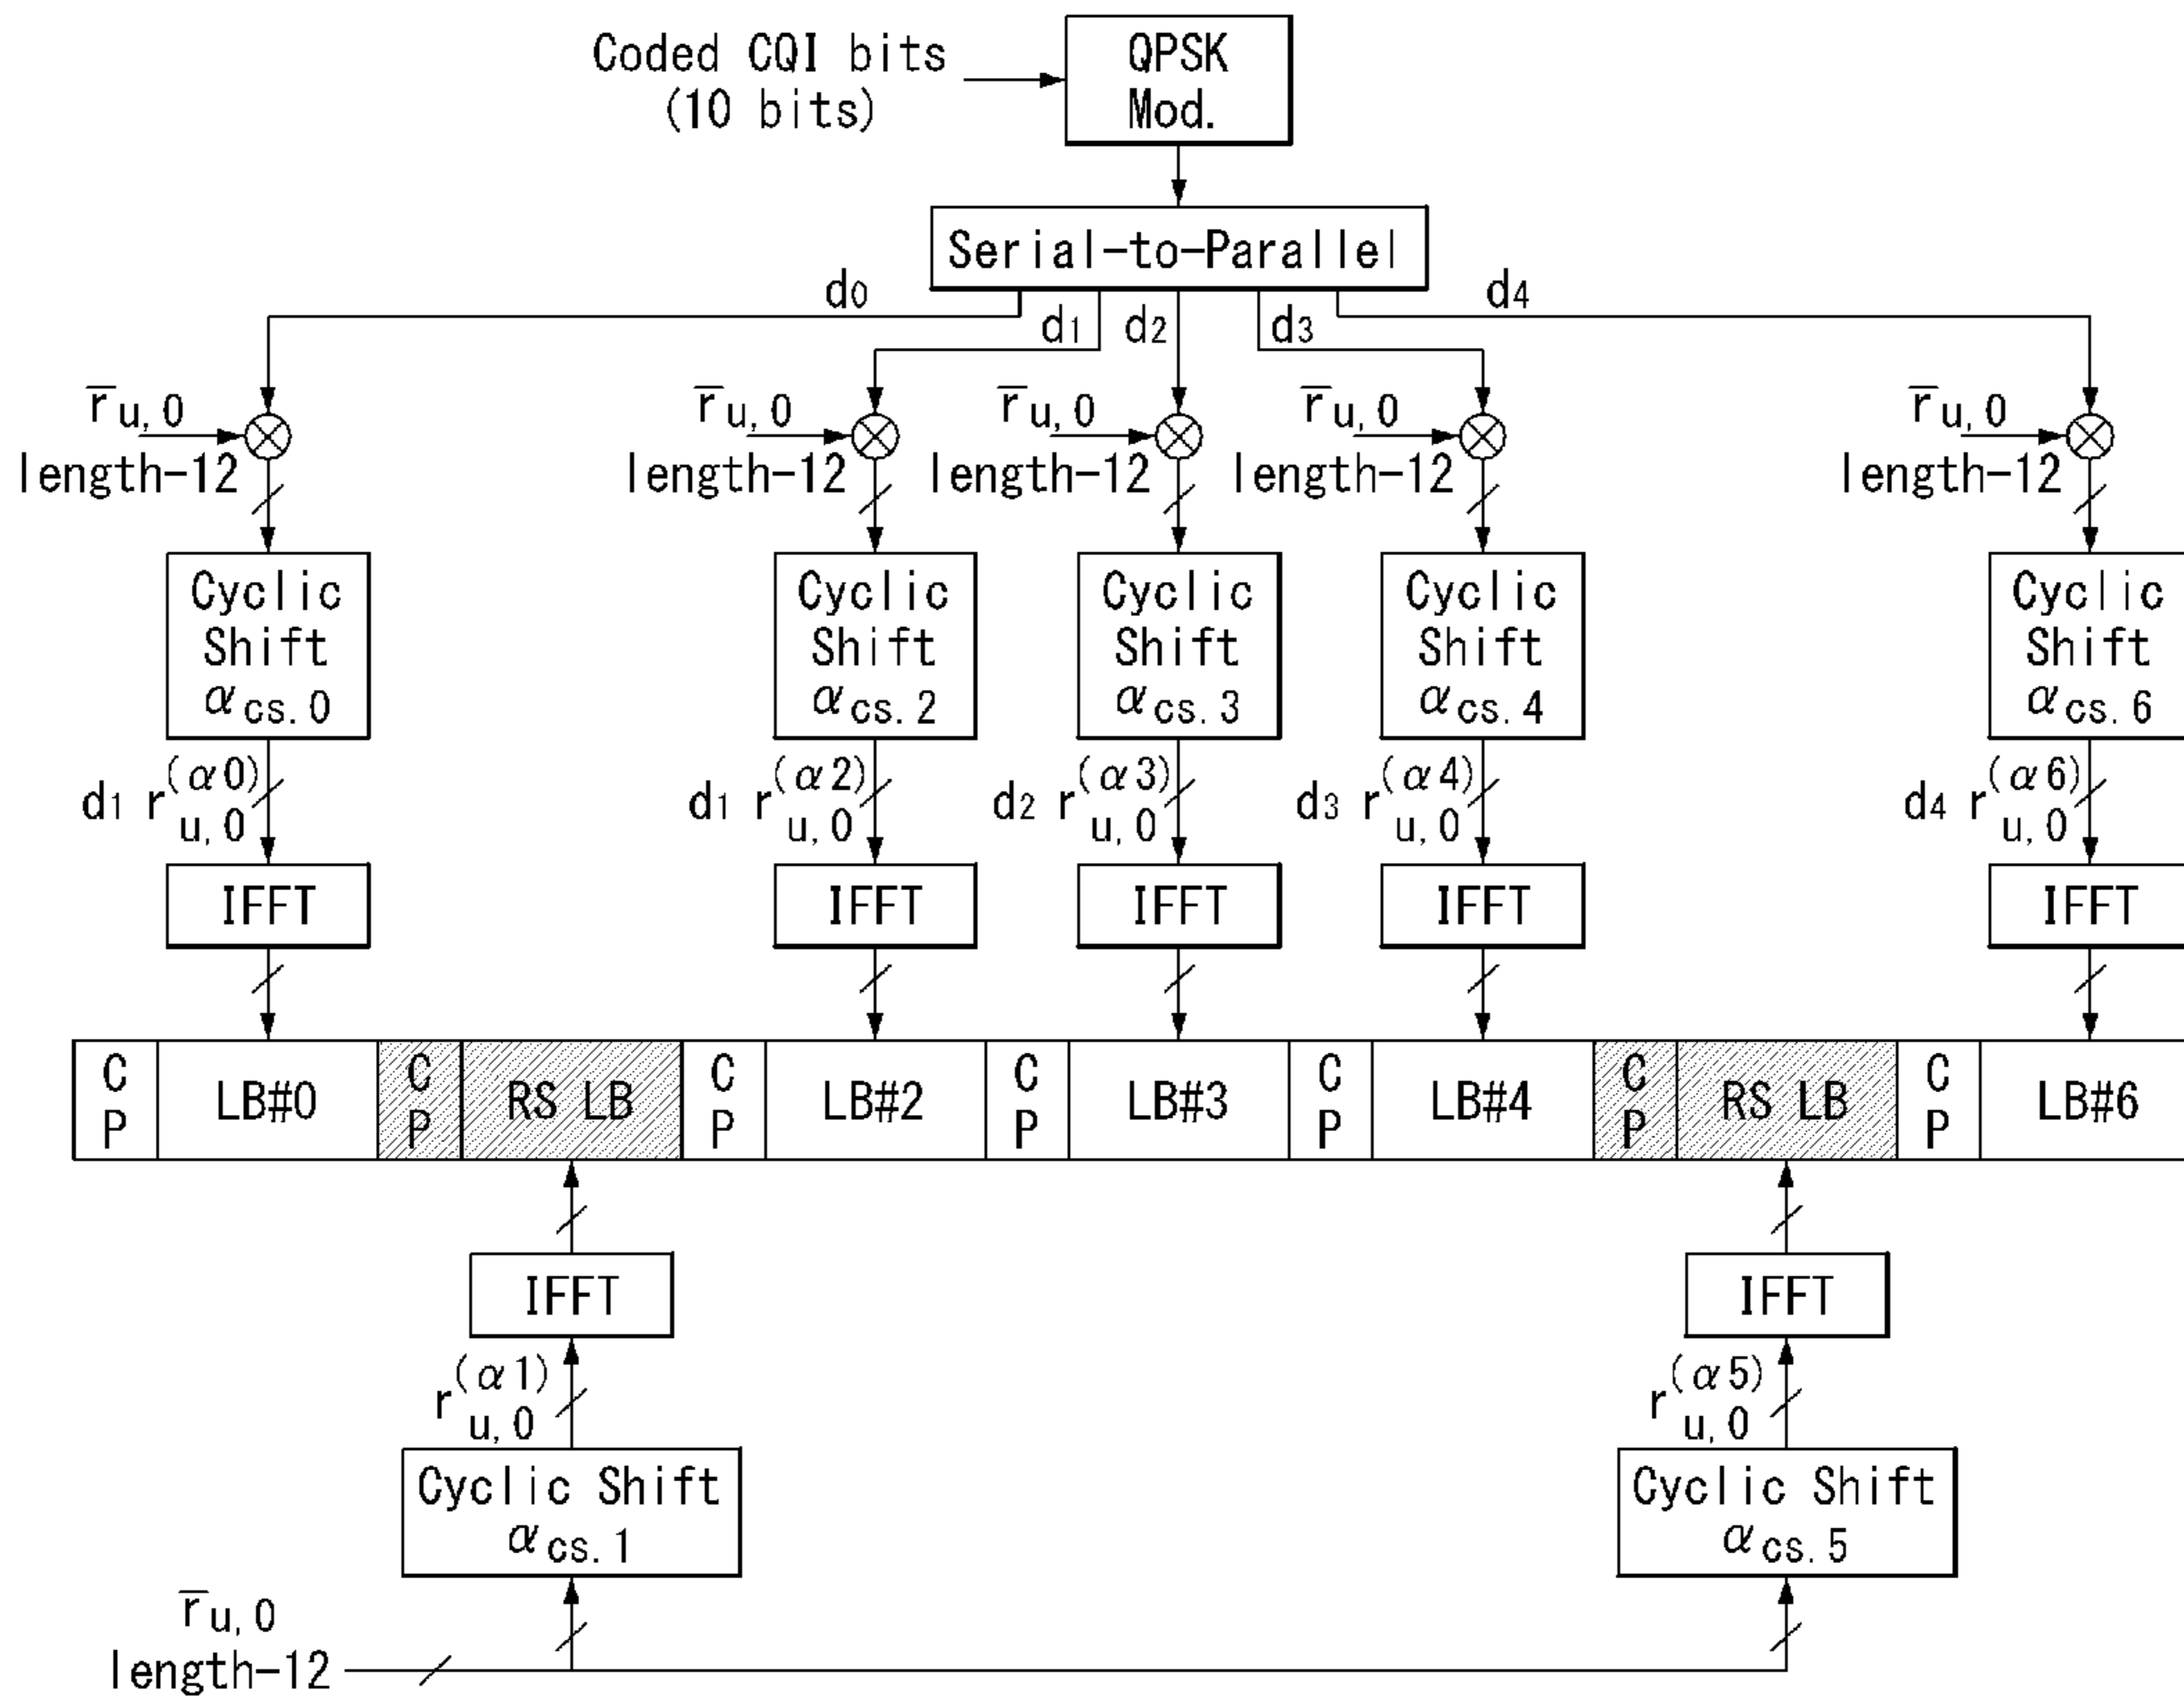 Coded CQI bits
(10 bits)
QPSK
Mod.
Serial-to-Parallel
d0
d1
d2
d3
d4
r̅u,0
length-12
r̅u,0
length-12
r̅u,0
length-12
r̅u,0
length-12
r̅u,0
length-12
Cyclic
Shift
αcs.0
Cyclic
Shift
αcs.2
Cyclic
Shift
αcs.3
Cyclic
Shift
αcs.4
Cyclic
Shift
αcs.6
d1 r(α0)u,0
d1 r(α2)u,0
d2 r(α3)u,0
d3 r(α4)u,0
d4 r(α6)u,0
IFFT
IFFT
IFFT
IFFT
IFFT
CP
LB#0
CP
RS LB
CP
LB#2
CP
LB#3
CP
LB#4
CP
RS LB
CP
LB#6
IFFT
IFFT
r(α1)u,0
r(α5)u,0
Cyclic Shift
αcs.1
Cyclic Shift
αcs.5
r̅u,0
length-12